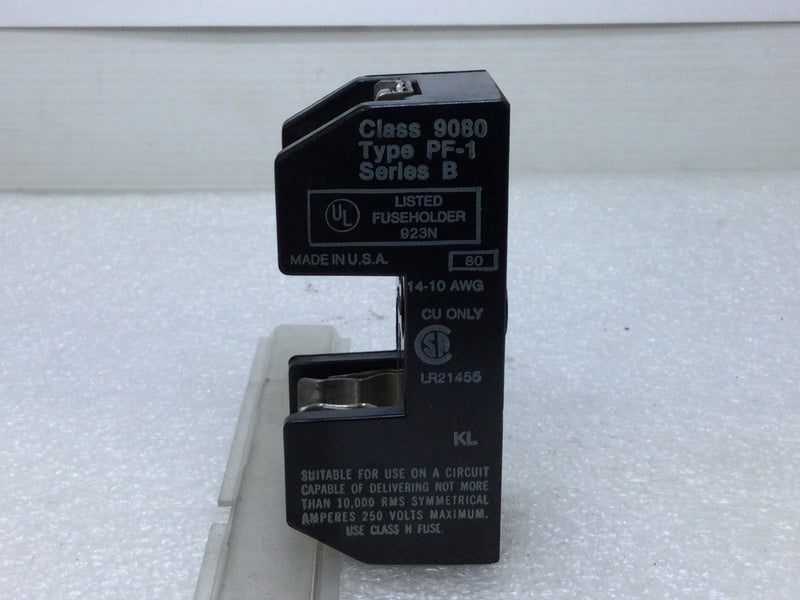 Class 9080
Type PF-1
Series B
UL
LISTED
FUSEHOLDER
923N
MADE IN U.S.A.
80
14-10 AWG
CU ONLY
SA
LR21455
KL
SUITABLE FOR USE ON A CIRCUIT
CAPABLE OF DELIVERING NOT MORE
THAN 10,000 RMS SYMMETRICAL
AMPERES 250 VOLTS MAXIMUM.
USE CLASS H FUSE.